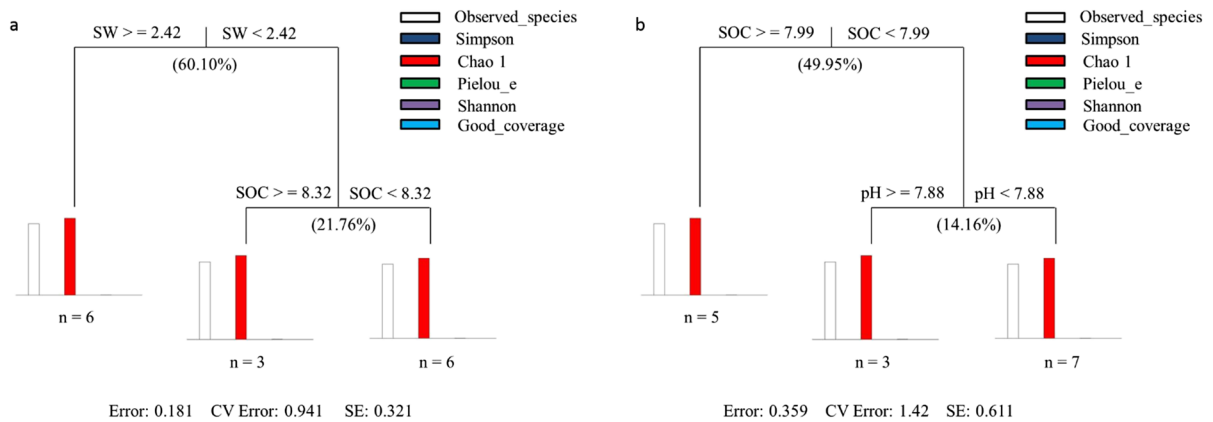 a
SW > = 2.42 SW < 2.42
(60.10%)
Observed_species
Simpson
Chao 1
Pielou_e
Shannon
Good_coverage
SOC > = 8.32 SOC < 8.32
(21.76%)
n = 6
n = 3
n = 6
Error: 0.181 CV Error: 0.941 SE: 0.321
b
SOC > = 7.99 SOC < 7.99
(49.95%)
Observed_species
Simpson
Chao 1
Pielou_e
Shannon
Good_coverage
pH > = 7.88 pH < 7.88
(14.16%)
n = 5
n = 3
n = 7
Error: 0.359 CV Error: 1.42 SE: 0.611